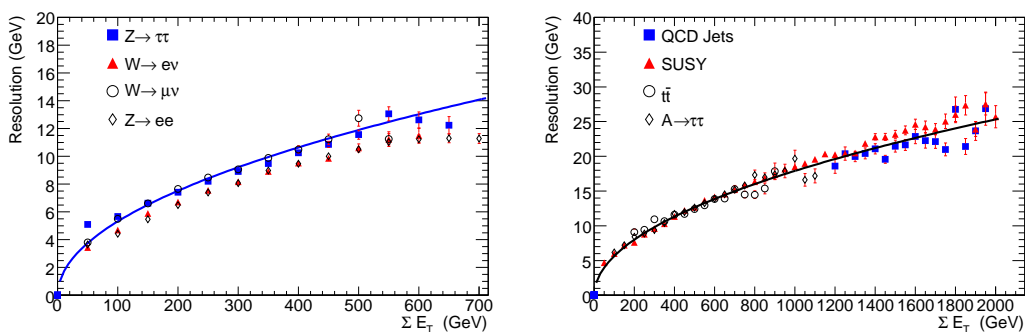 Resolution (GeV)
20
18
16
14
12
10
8
6
4
2
0
Z→ ττ
W→ eν
W→ μν
Z→ ee
0 100 200 300 400 500 600 700
Σ E_T (GeV)
Resolution (GeV)
40
35
30
25
20
15
10
5
0
QCD Jets
SUSY
tt̄
A→ττ
0 200 400 600 800 1000 1200 1400 1600 1800 2000
Σ E_T (GeV)